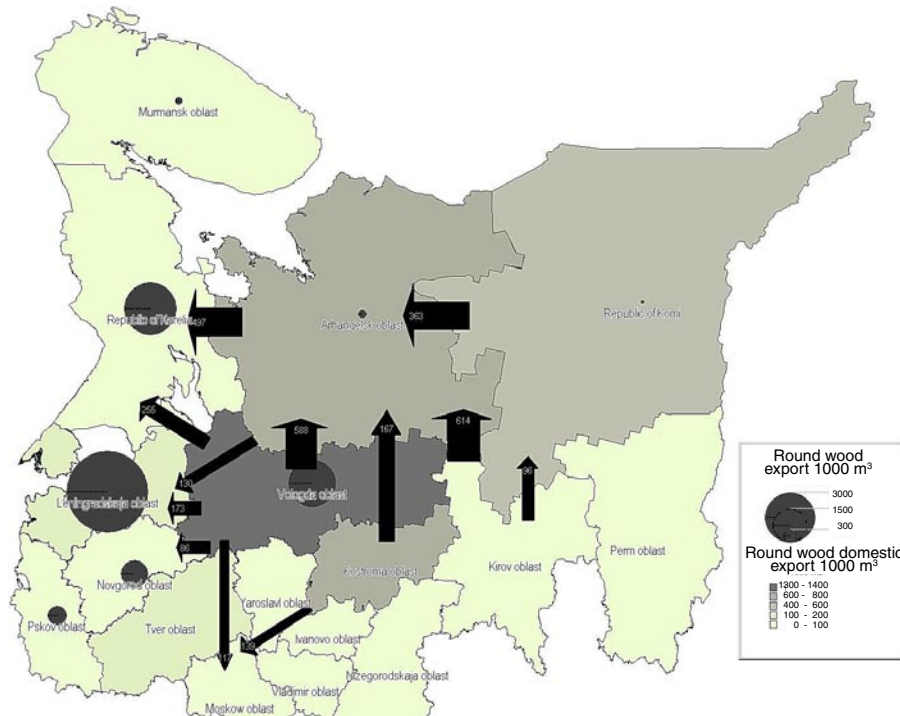 Murmansk oblast
Republic of Karelia
497
Arhangelsk oblast
363
Republic of Komi
255
588
167
614
96
130
Leningradskaja oblast
173
Vologda oblast
86
Novgorod oblast
Kostroma oblast
Kirov oblast
Perm oblast
Pskov oblast
Tver oblast
Yaroslavl oblast
Ivanovo oblast
Nizegorodskaja oblast
Vladimir oblast
Moskow oblast
Round wood
export 1000 m³
3000
1500
300
Round wood domestic
export 1000 m³
1300 - 1400
600 - 800
400 - 600
100 - 200
0 - 100